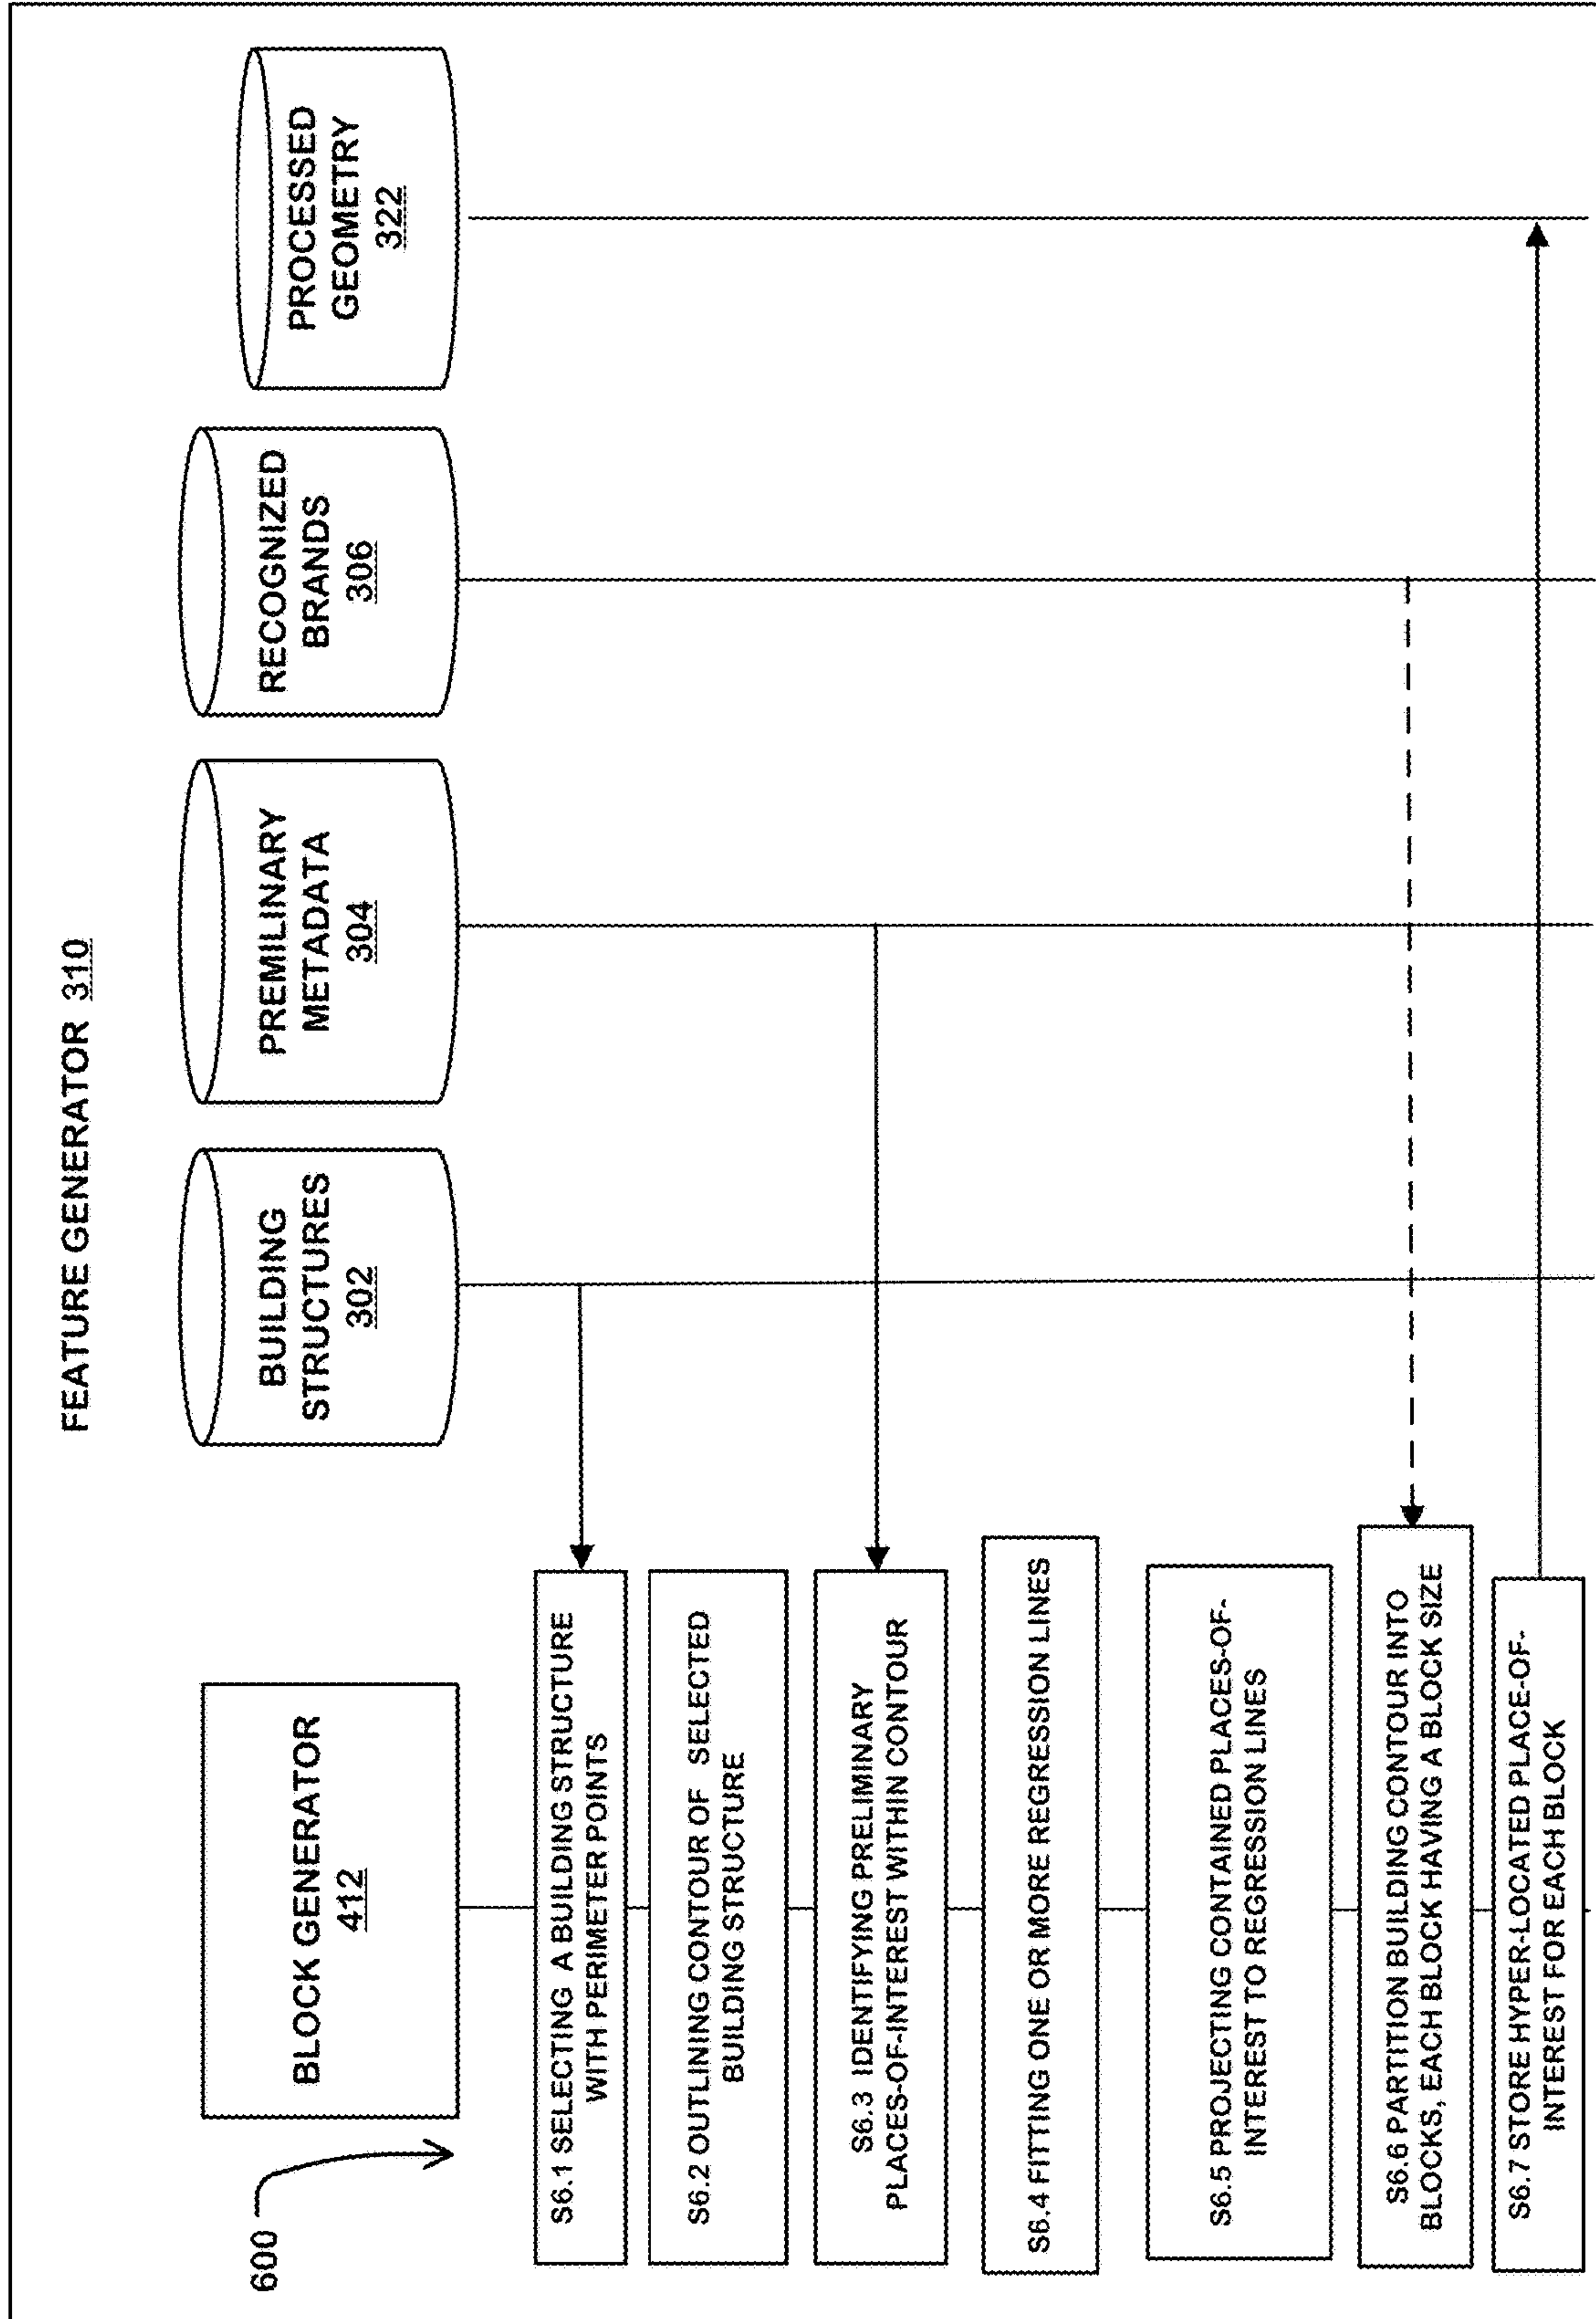 FEATURE GENERATOR 310
600
BLOCK GENERATOR
412
BUILDING
STRUCTURES
302
PREMILINARY
METADATA
304
RECOGNIZED
BRANDS
306
PROCESSED
GEOMETRY
322
S6.1 SELECTING A BUILDING STRUCTURE
WITH PERIMETER POINTS
S6.2 OUTLINING CONTOUR OF SELECTED
BUILDING STRUCTURE
S6.3 IDENTIFYING PRELIMINARY
PLACES-OF-INTEREST WITHIN CONTOUR
S6.4 FITTING ONE OR MORE REGRESSION LINES
S6.5 PROJECTING CONTAINED PLACES-OF-
INTEREST TO REGRESSION LINES
S6.6 PARTITION BUILDING CONTOUR INTO
BLOCKS, EACH BLOCK HAVING A BLOCK SIZE
S6.7 STORE HYPER-LOCATED PLACE-OF-
INTEREST FOR EACH BLOCK